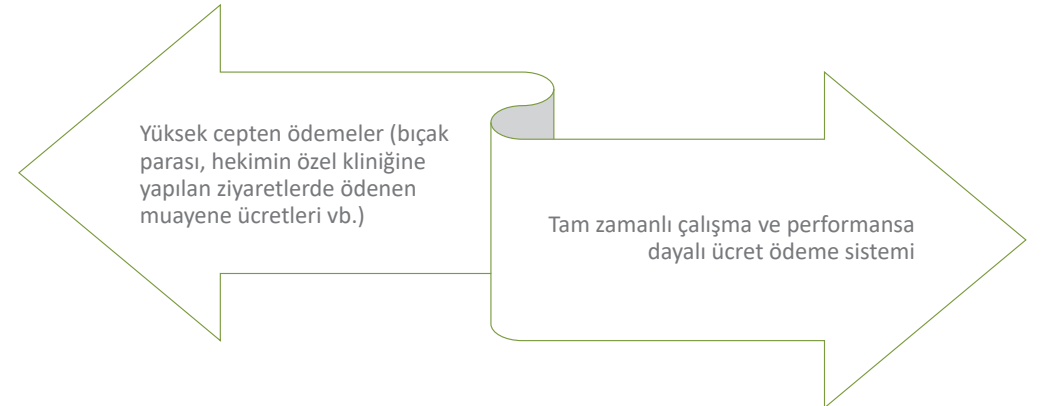 Yüksek cepten ödemeler (bıçak
parası, hekimin özel kliniğine
yapılan ziyaretlerde ödenen
muayene ücretleri vb.)
Tam zamanlı çalışma ve performansa
dayalı ücret ödeme sistemi